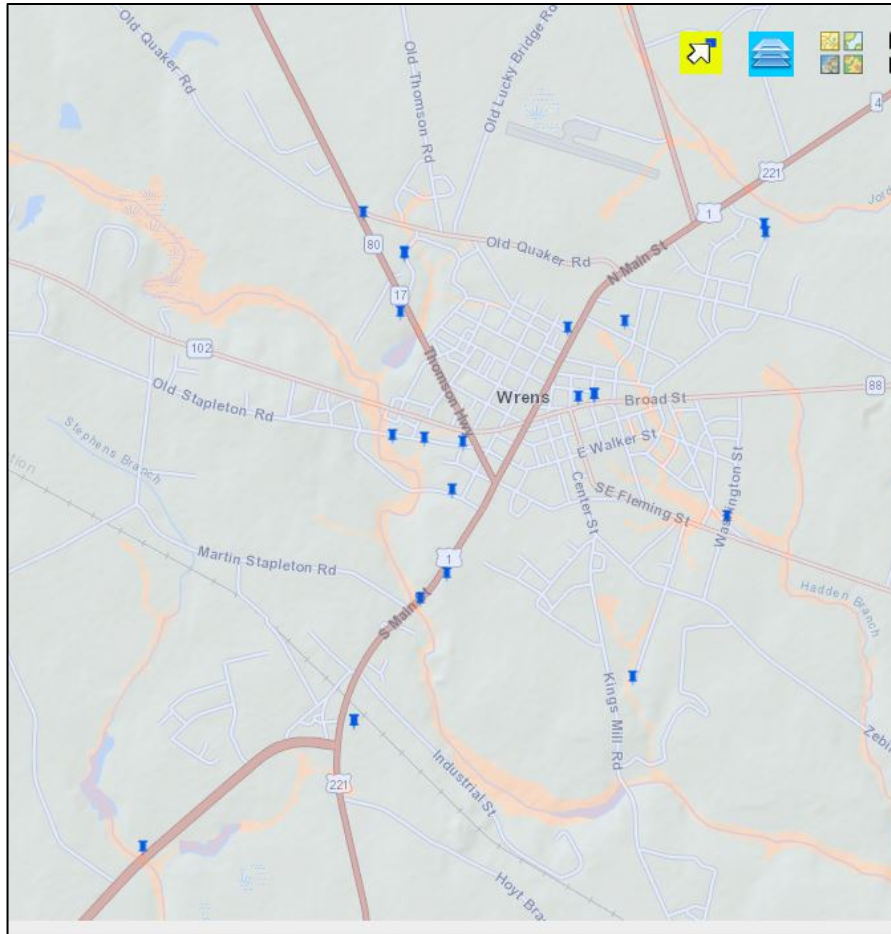 Old Quaker Rd
Old Thomson Rd
Old Lucky Bridge Rd
4
221
1
80
Old Quaker Rd
N Main St
17
102
Thomson Hwy
Old Stapleton Rd
Wrens
Broad St
88
Stephens Branch
E Walker St
Center St
SE Fleming St
Washington St
Martin Stapleton Rd
1
Hadden Branch
S Main St
Kings Mill Rd
Industrial St
221